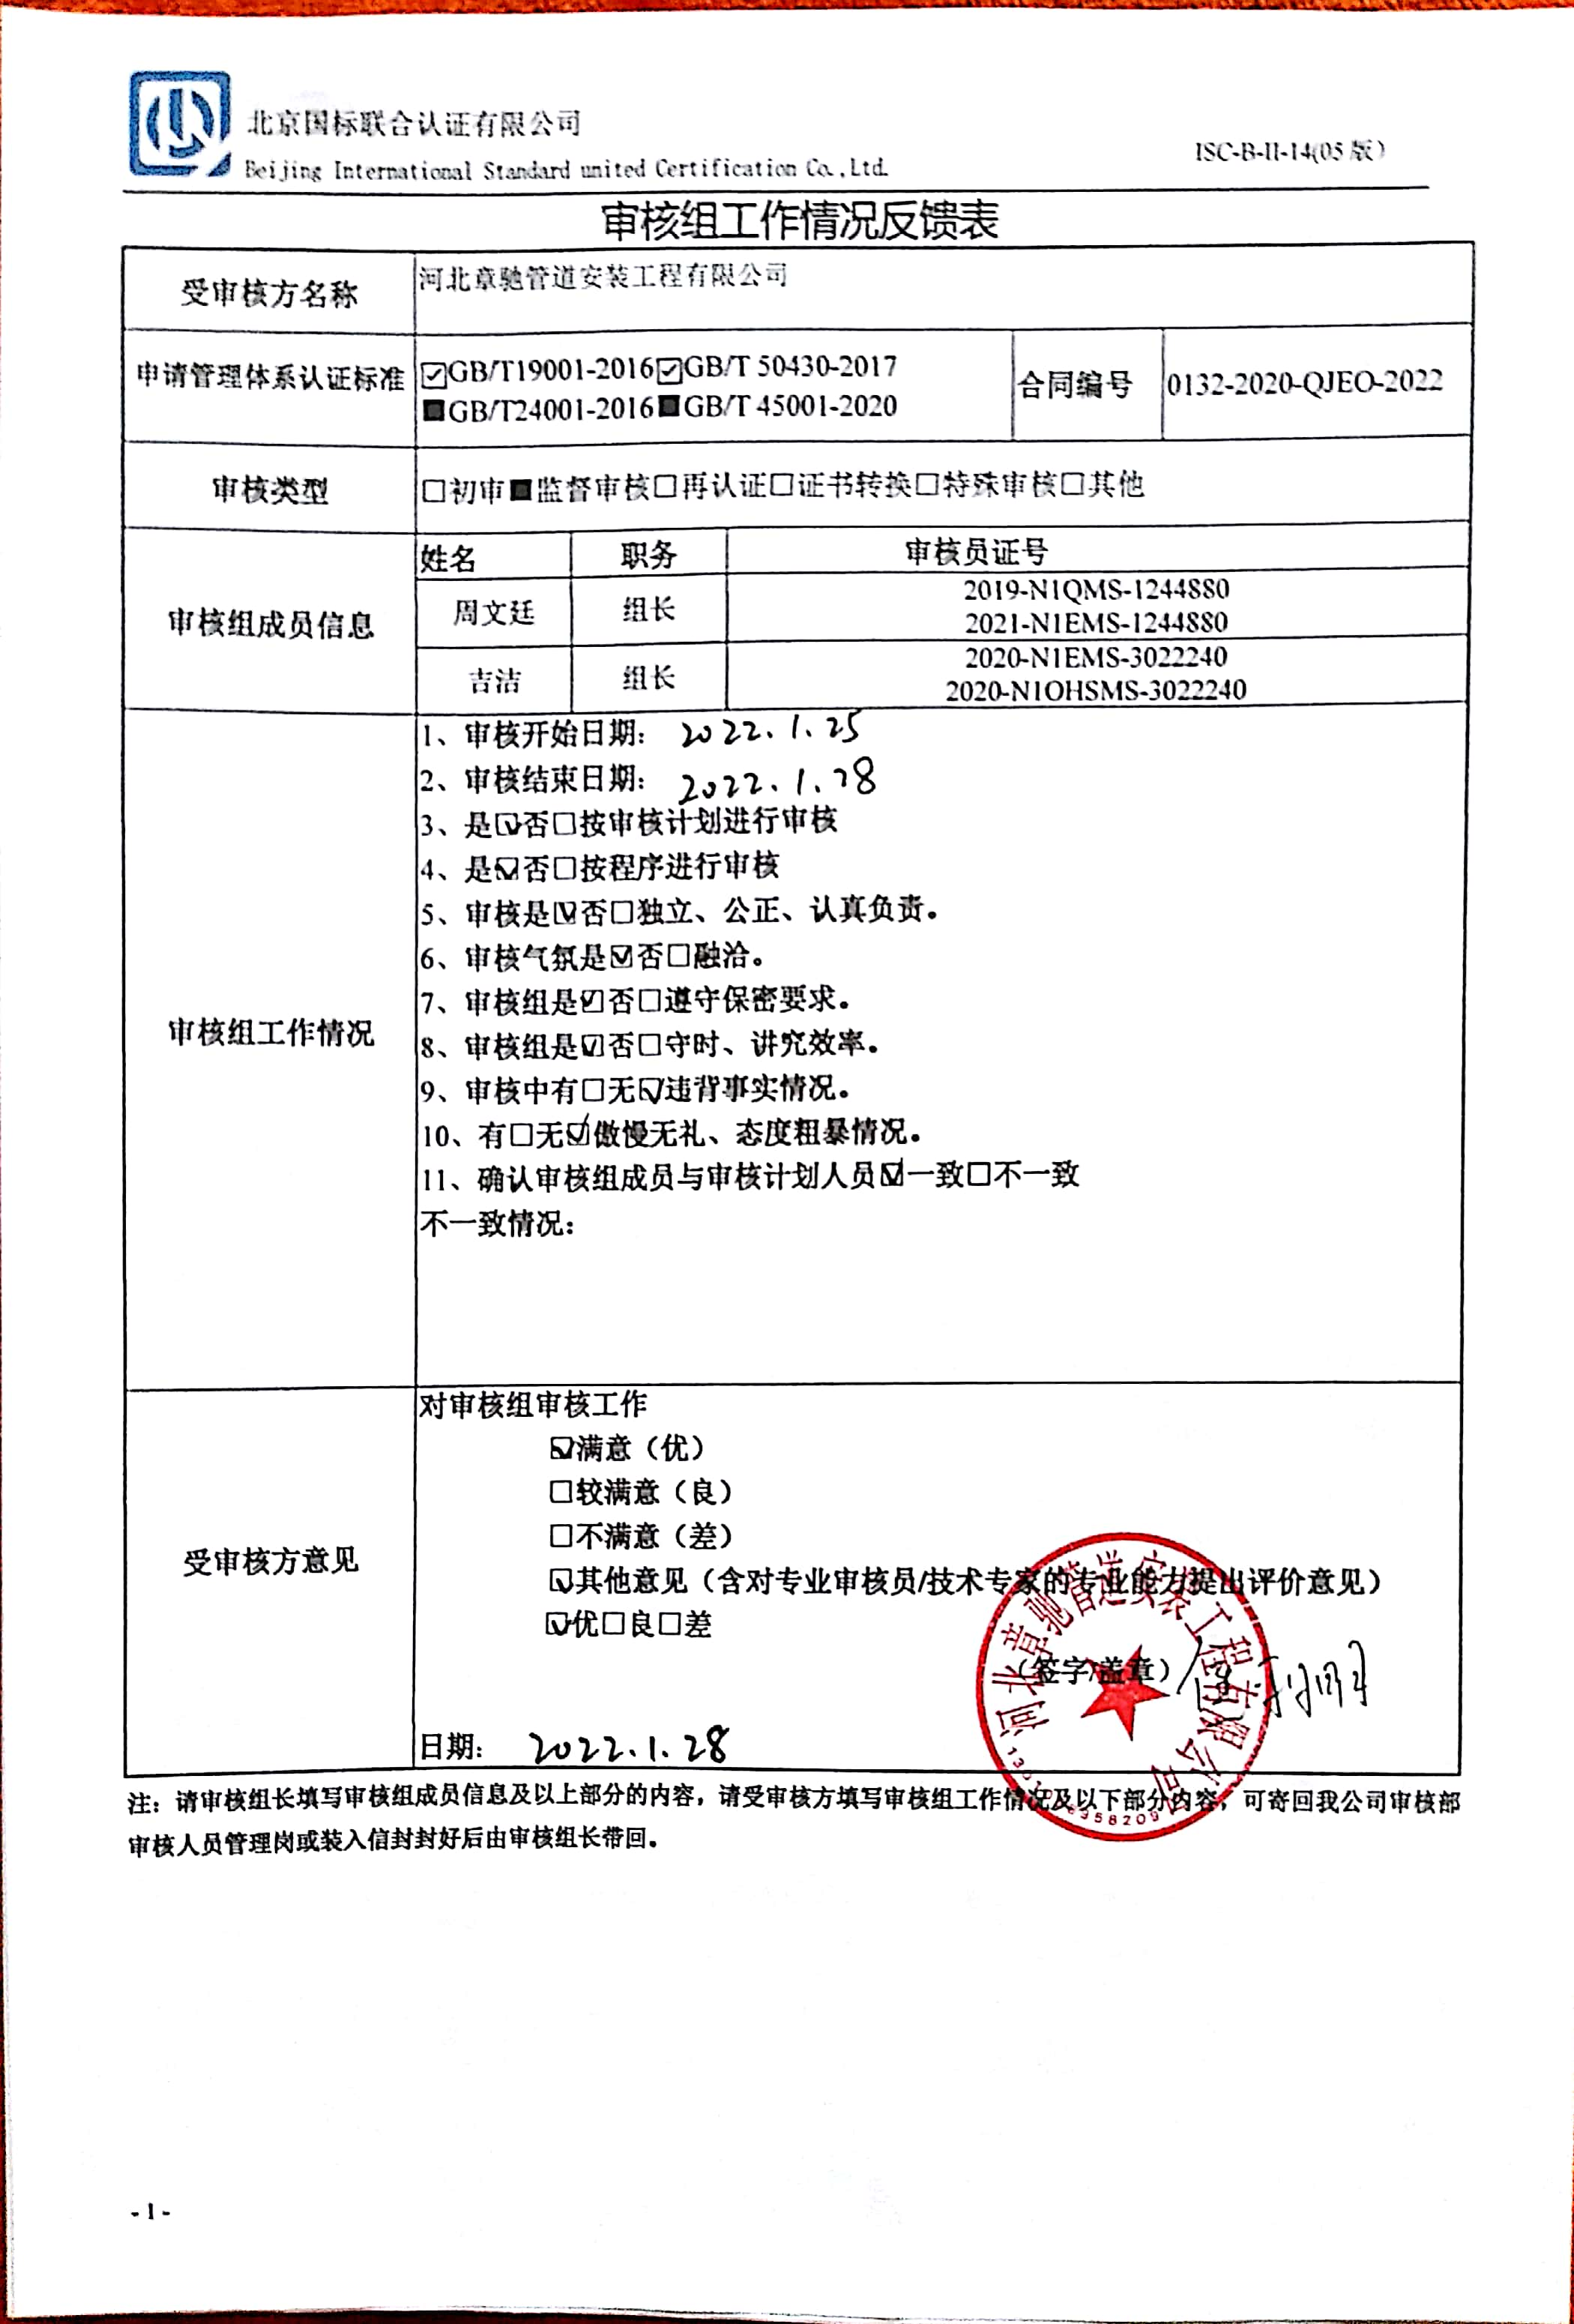 北京国标联合认证有限公司
Beijing International Standard united Certification Co.,Ltd.
ISC-B-II-14(05 版)
审核组工作情况反馈表
受审核方名称 河北章驰管道安装工程有限公司
申请管理体系认证标准 ☑GB/T19001-2016☑GB/T 50430-2017
■GB/T24001-2016■GB/T 45001-2020
合同编号 0132-2020-QJEO-2022
审核类型 □初审■监督审核□再认证□证书转换□特殊审核□其他
审核组成员信息
姓名 职务 审核员证号
周文廷 组长 2019-N1QMS-1244880
2021-N1EMS-1244880
吉洁 组长 2020-N1EMS-3022240
2020-N1OHSMS-3022240
审核组工作情况
1、审核开始日期： 2022.1.25
2、审核结束日期： 2022.1.28
3、是☑否□按审核计划进行审核
4、是☑否□按程序进行审核
5、审核是☑否□独立、公正、认真负责。
6、审核气氛是☑否□融洽。
7、审核组是☑否□遵守保密要求。
8、审核组是☑否□守时、讲究效率。
9、审核中有□无☑违背事实情况。
10、有□无☑傲慢无礼、态度粗暴情况。
11、确认审核组成员与审核计划人员☑一致□不一致
不一致情况：
受审核方意见
对审核组审核工作
☑满意（优）
□较满意（良）
□不满意（差）
☑其他意见（含对专业审核员/技术专家的专业能力提出评价意见）
☑优□良□差
（签字/盖章）
河北章驰管道安装工程有限公司
日期： 2022.1.28
注：请审核组长填写审核组成员信息及以上部分的内容，请受审核方填写审核组工作情况及以下部分内容，可寄回我公司审核部
审核人员管理岗或装入信封封好后由审核组长带回。
- 1 -